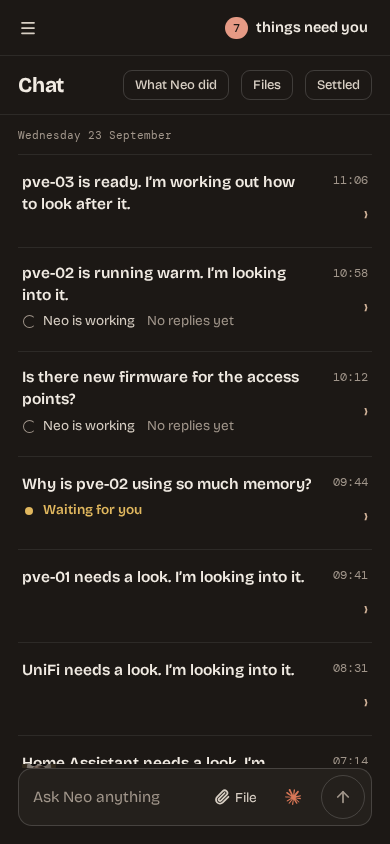 7 things need you
Chat
What Neo did
Files
Settled
Wednesday 23 September
pve-03 is ready. I'm working out how
to look after it.
11:06
pve-02 is running warm. I'm looking
into it.
10:58
Neo is working No replies yet
Is there new firmware for the access
points?
10:12
Neo is working No replies yet
Why is pve-02 using so much memory?
09:44
Waiting for you
pve-01 needs a look. I'm looking into it.
09:41
UniFi needs a look. I'm looking into it.
08:31
Home Assistant needs a look. I'm
07:14
Ask Neo anything
File